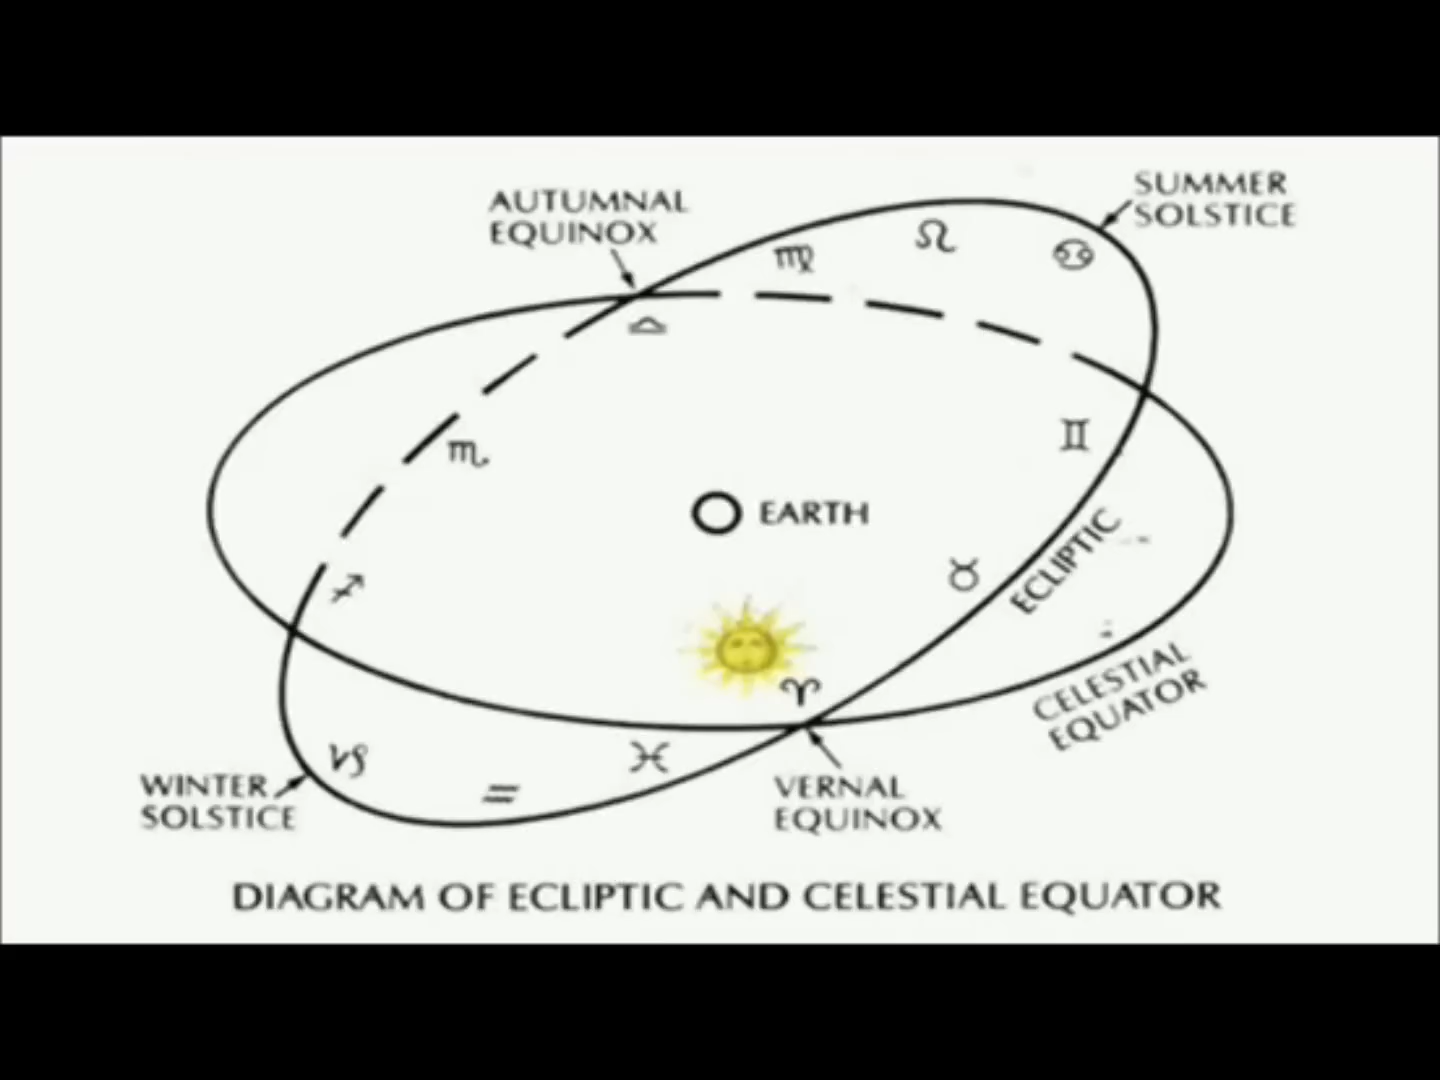 AUTUMNAL
EQUINOX
SUMMER
SOLSTICE
♍
♌
♋
♎
♏
♊
EARTH
♐
♉
ECLIPTIC
♈
CELESTIAL
EQUATOR
♑
♒
♓
WINTER
SOLSTICE
VERNAL
EQUINOX
DIAGRAM OF ECLIPTIC AND CELESTIAL EQUATOR